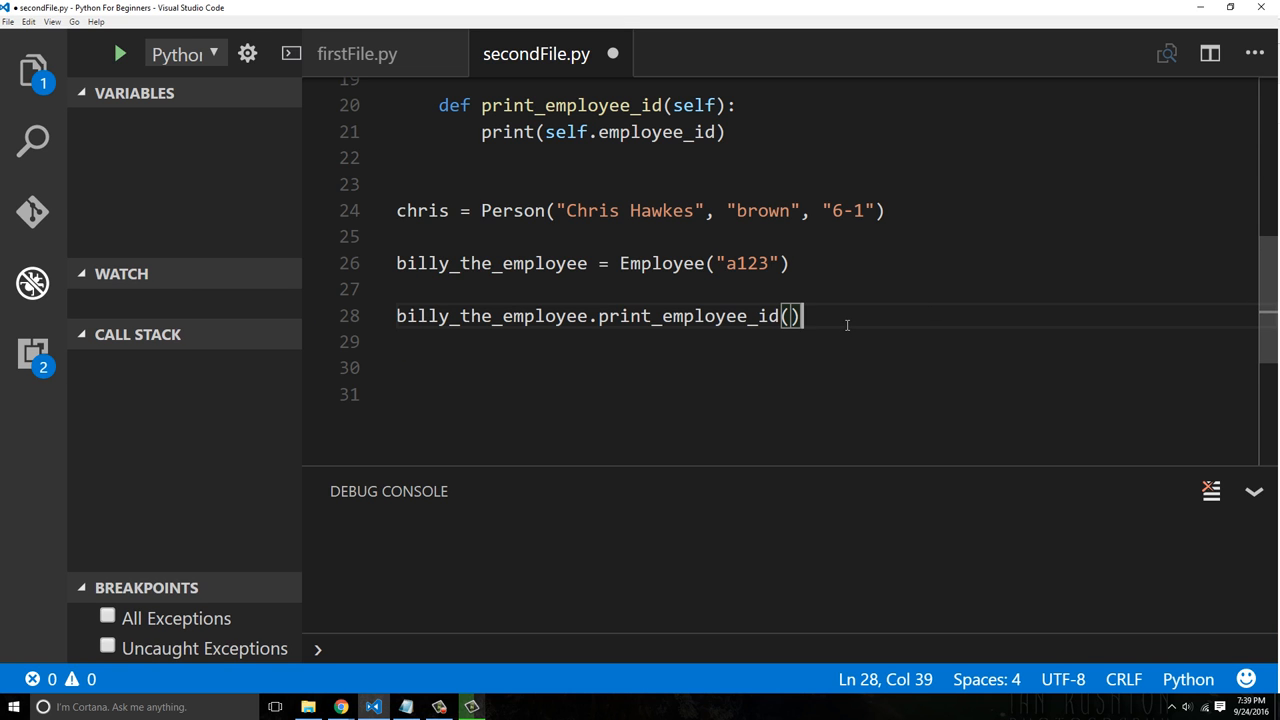 ● secondFile.py - Python For Beginners - Visual Studio Code
File Edit View Go Help
1
2
Pythor
VARIABLES
WATCH
CALL STACK
BREAKPOINTS
All Exceptions
Uncaught Exceptions
firstFile.py secondFile.py ●
19
20 def print_employee_id(self):
21 print(self.employee_id)
22
23
24 chris = Person("Chris Hawkes", "brown", "6-1")
25
26 billy_the_employee = Employee("a123")
27
28 billy_the_employee.print_employee_id()
29
30
31
DEBUG CONSOLE
0 0 Ln 28, Col 39 Spaces: 4 UTF-8 CRLF Python
I'm Cortana. Ask me anything.
7:39 PM
9/24/2016